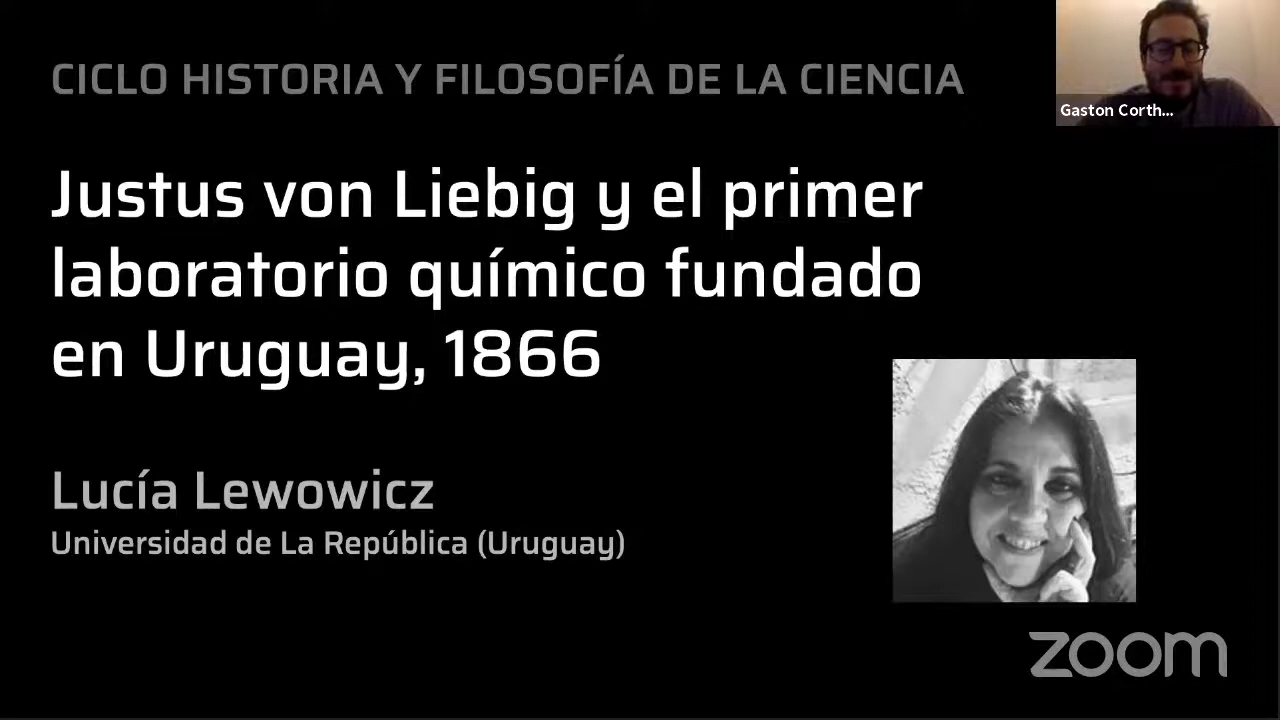 CICLO HISTORIA Y FILOSOFÍA DE LA CIENCIA
Gaston Corth...
Justus von Liebig y el primer
laboratorio químico fundado
en Uruguay, 1866
Lucía Lewowicz
Universidad de La República (Uruguay)
zoom